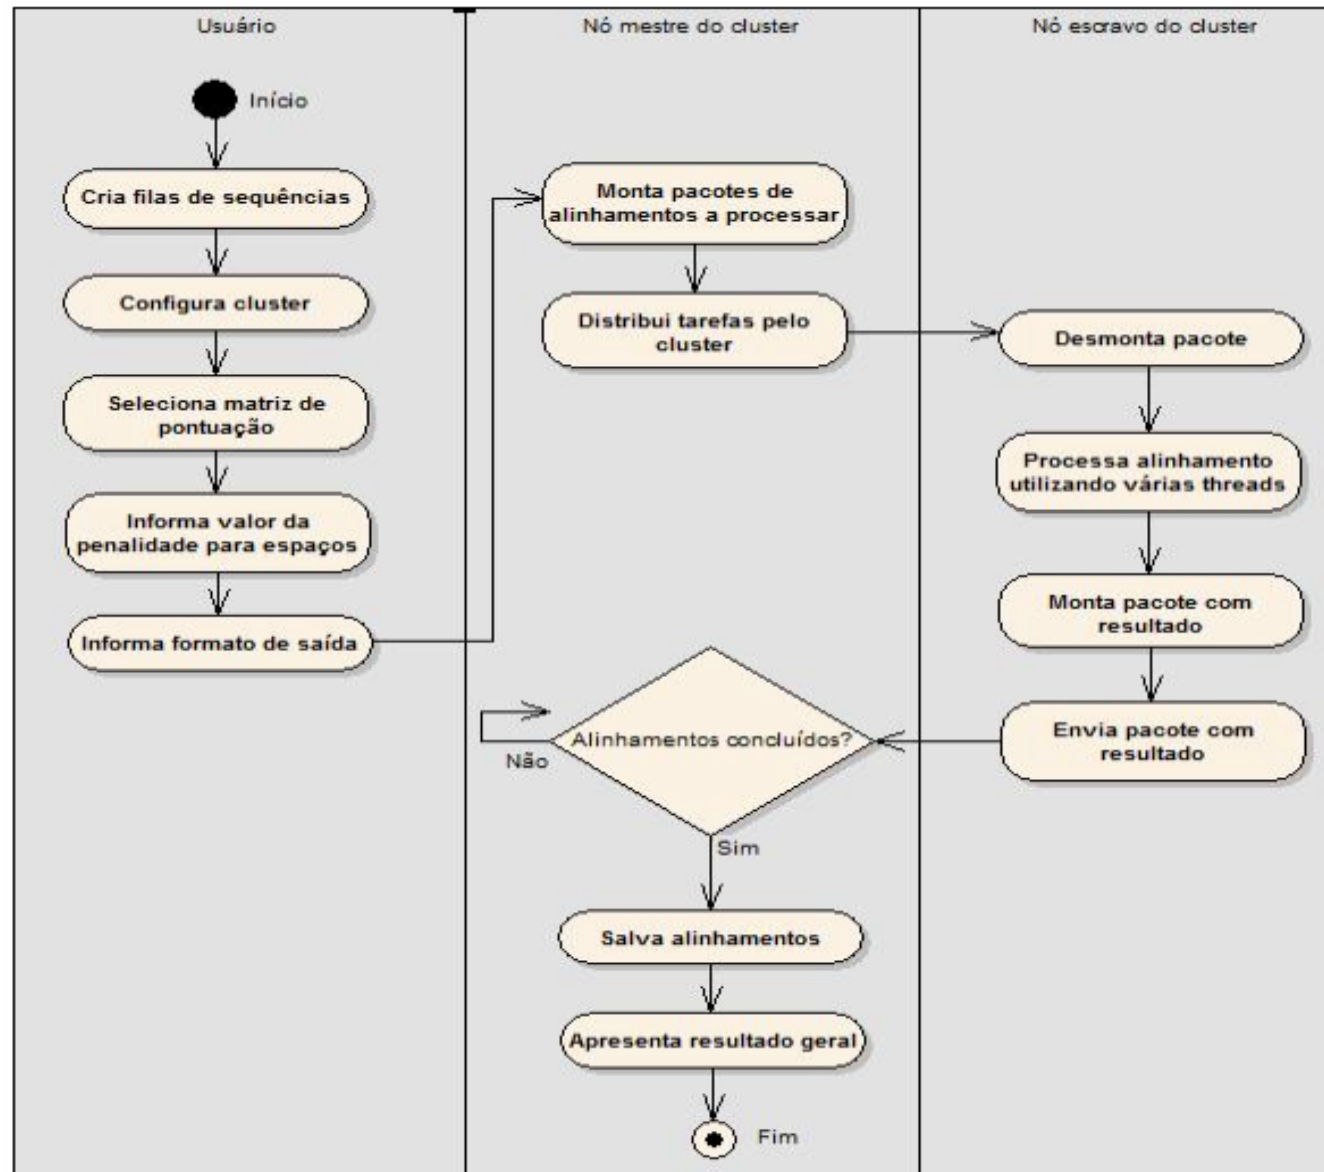 Usuário
Nó mestre do cluster
Nó escravo do cluster
Início
Cria filas de sequências
Configura cluster
Seleciona matriz de
pontuação
Informa valor da
penalidade para espaços
Informa formato de saída
Monta pacotes de
alinhamentos a processar
Distribui tarefas pelo
cluster
Desmonta pacote
Processa alinhamento
utilizando várias threads
Monta pacote com
resultado
Envia pacote com
resultado
Alinhamentos concluídos?
Não
Sim
Salva alinhamentos
Apresenta resultado geral
Fim